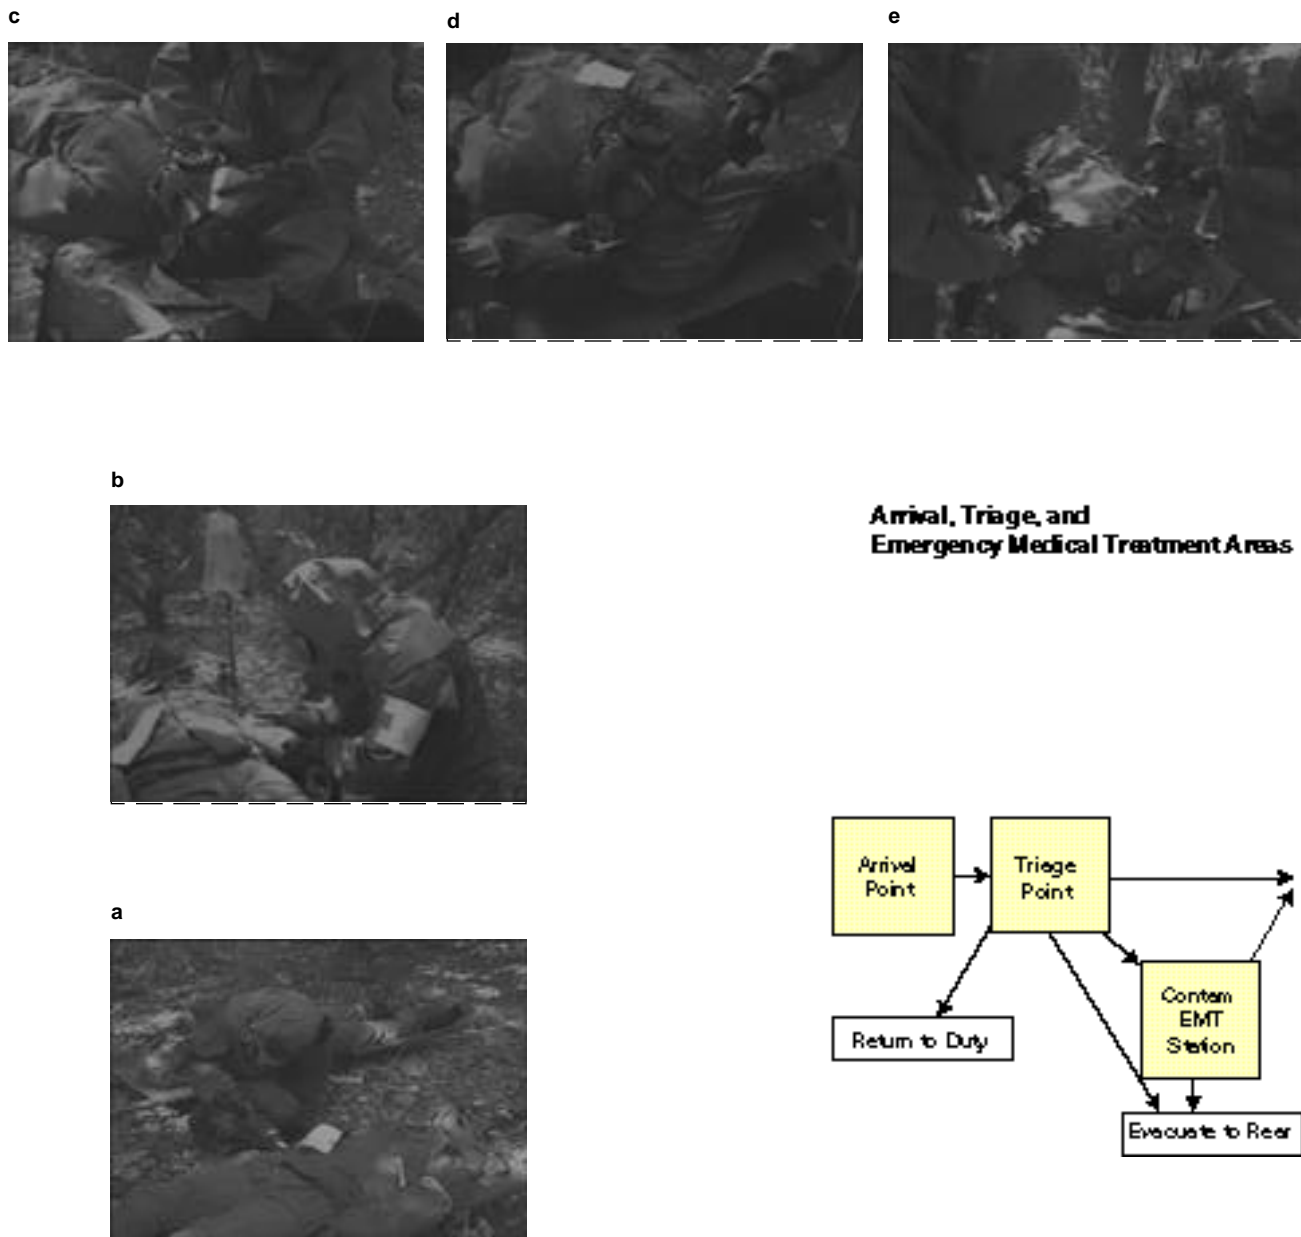 c
d
e
b
Arrival, Triage, and
Emergency Medical Treatment Areas
Arrival
Point
Triage
Point
a
Contam
EMT
Station
Return to Duty
Evacuate to Rear